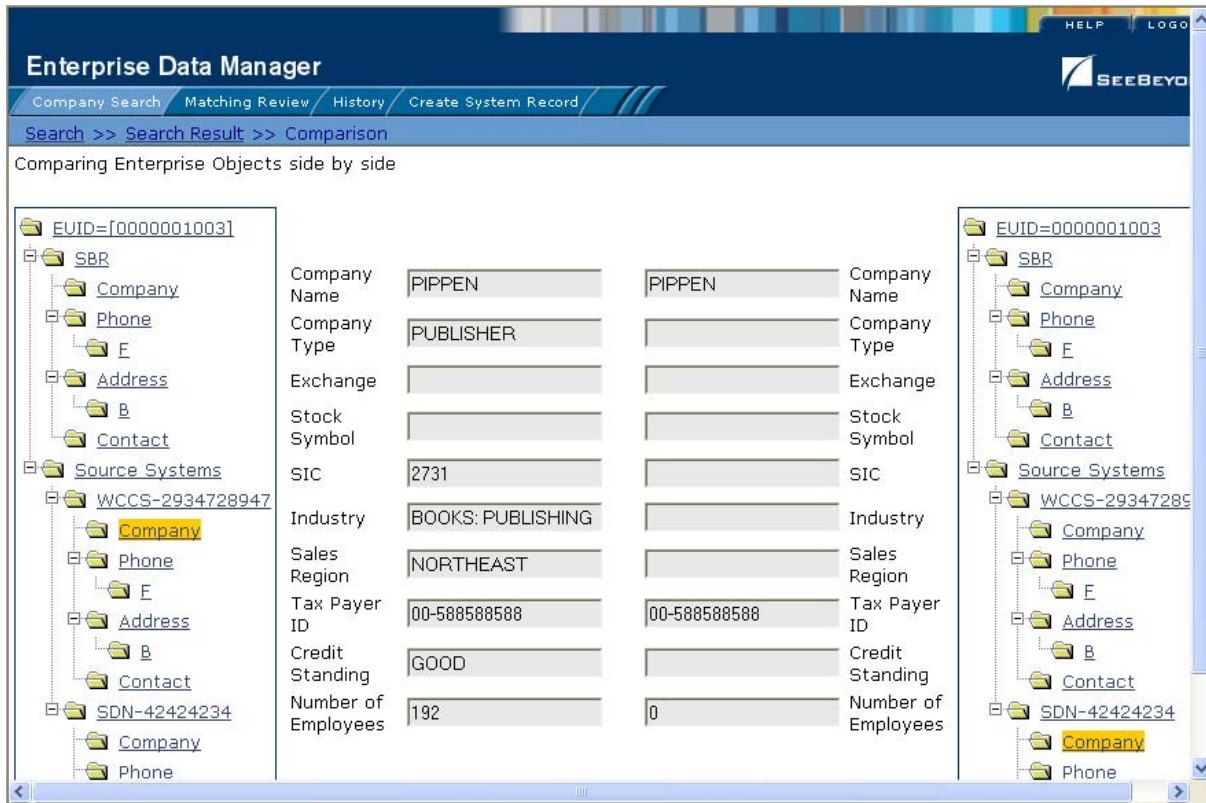 HELP LOGO
Enterprise Data Manager
SEEBEYO
Company Search Matching Review History Create System Record
Search >> Search Result >> Comparison
Comparing Enterprise Objects side by side
EUID=[0000001003]
SBR
Company
Phone
F
Address
B
Contact
Source Systems
WCCS-2934728947
Company
Phone
F
Address
B
Contact
SDN-42424234
Company
Phone
Company Name PIPPEN PIPPEN Company Name
Company Type PUBLISHER Company Type
Exchange Exchange
Stock Symbol Stock Symbol
SIC 2731 SIC
Industry BOOKS: PUBLISHING Industry
Sales Region NORTHEAST Sales Region
Tax Payer ID 00-588588588 00-588588588 Tax Payer ID
Credit Standing GOOD Credit Standing
Number of Employees 192 0 Number of Employees
EUID=0000001003
SBR
Company
Phone
F
Address
B
Contact
Source Systems
WCCS-29347289
Company
Phone
F
Address
B
Contact
SDN-42424234
Company
Phone